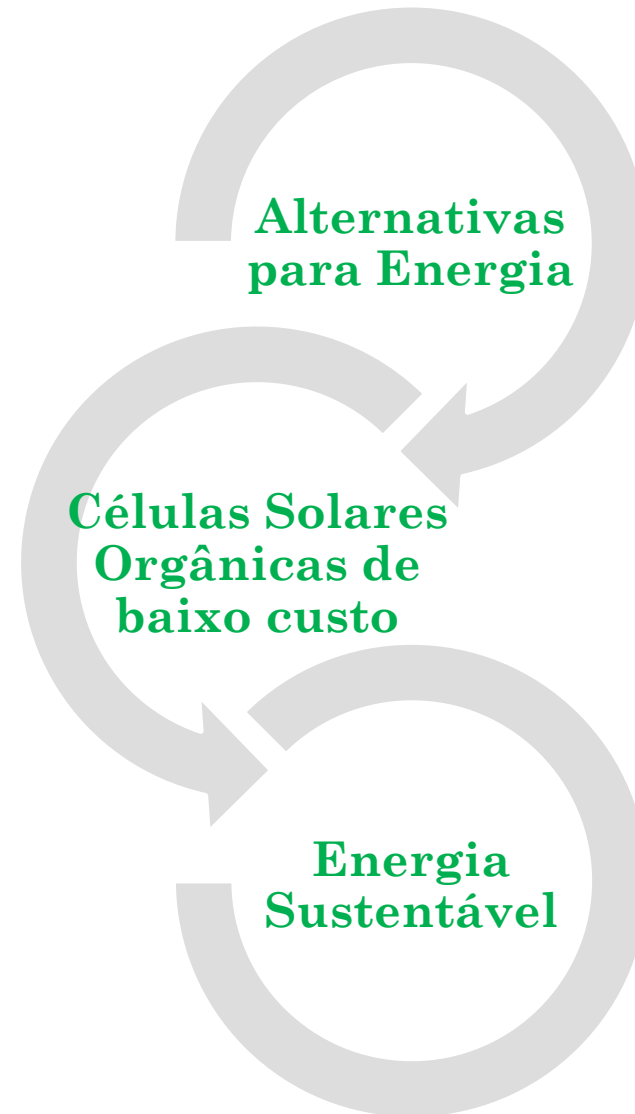 Alternativas
para Energia
Células Solares
Orgânicas de
baixo custo
Energia
Sustentável